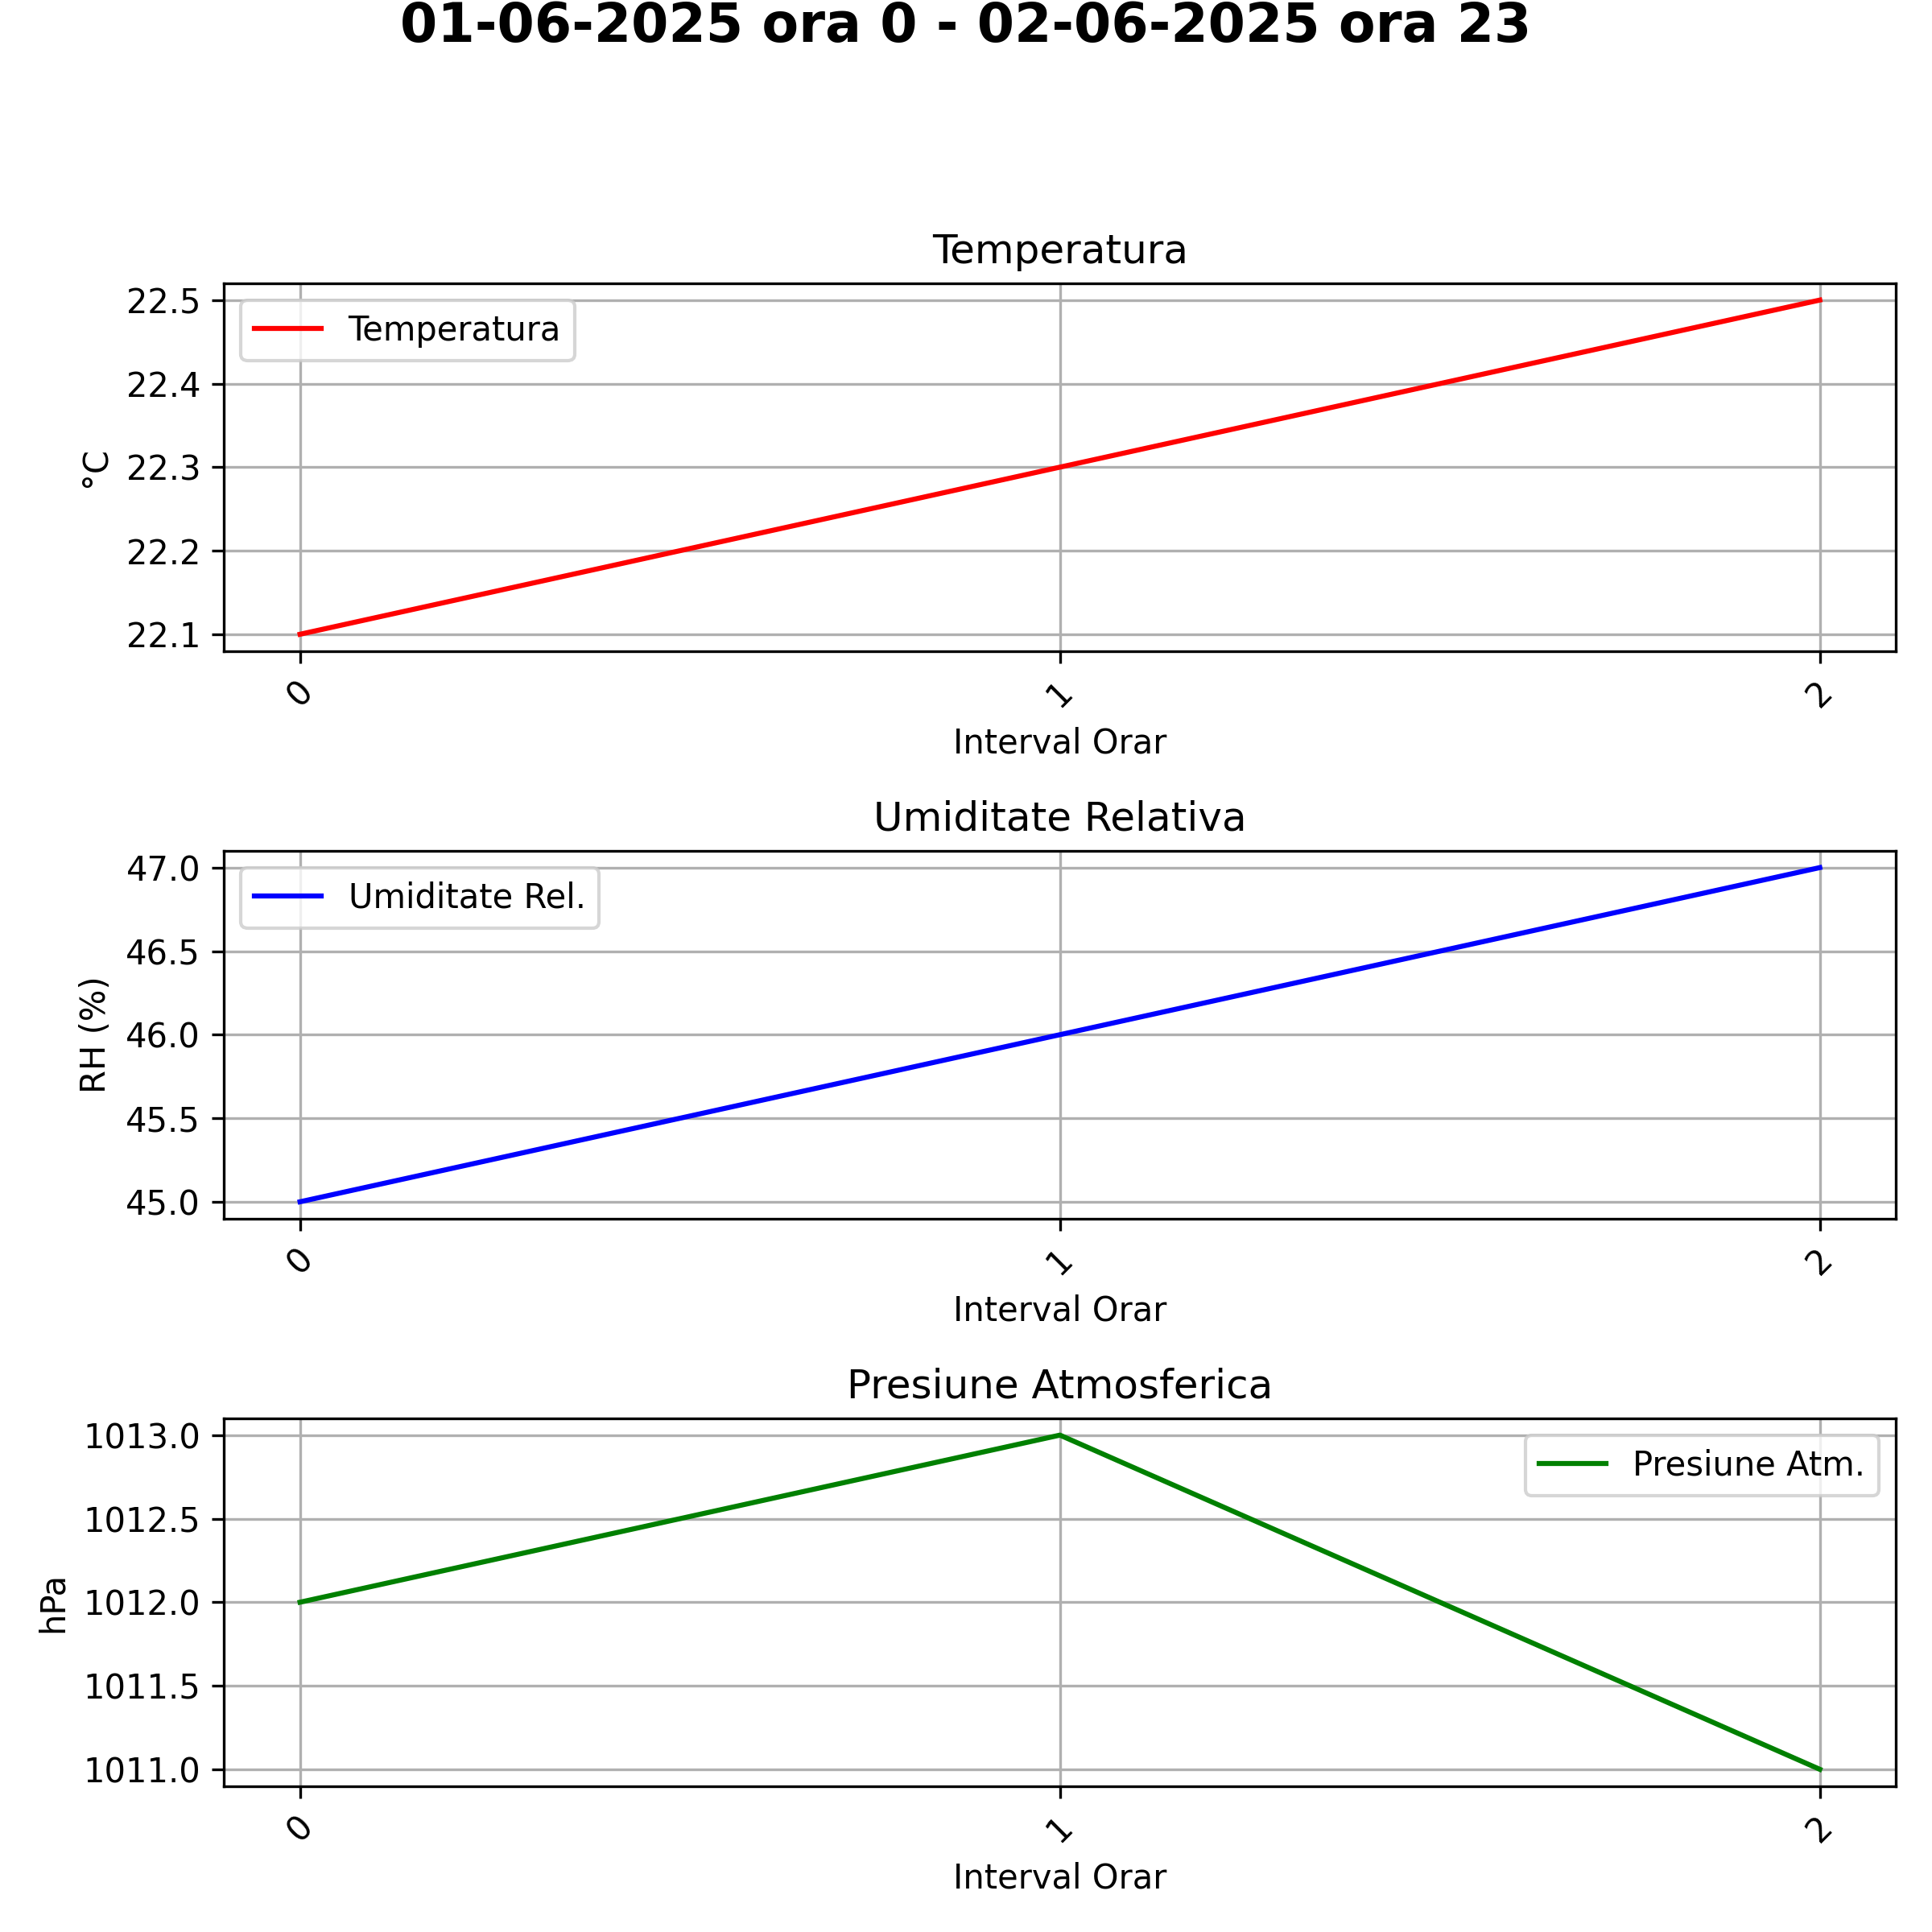 01-06-2025 ora 0 - 02-06-2025 ora 23
Temperatura
22.5
22.4
22.3
22.2
22.1
°C
Temperatura
0
1
2
Interval Orar
Umiditate Relativa
47.0
46.5
46.0
45.5
45.0
RH (%)
Umiditate Rel.
0
1
2
Interval Orar
Presiune Atmosferica
1013.0
1012.5
1012.0
1011.5
1011.0
hPa
Presiune Atm.
0
1
2
Interval Orar